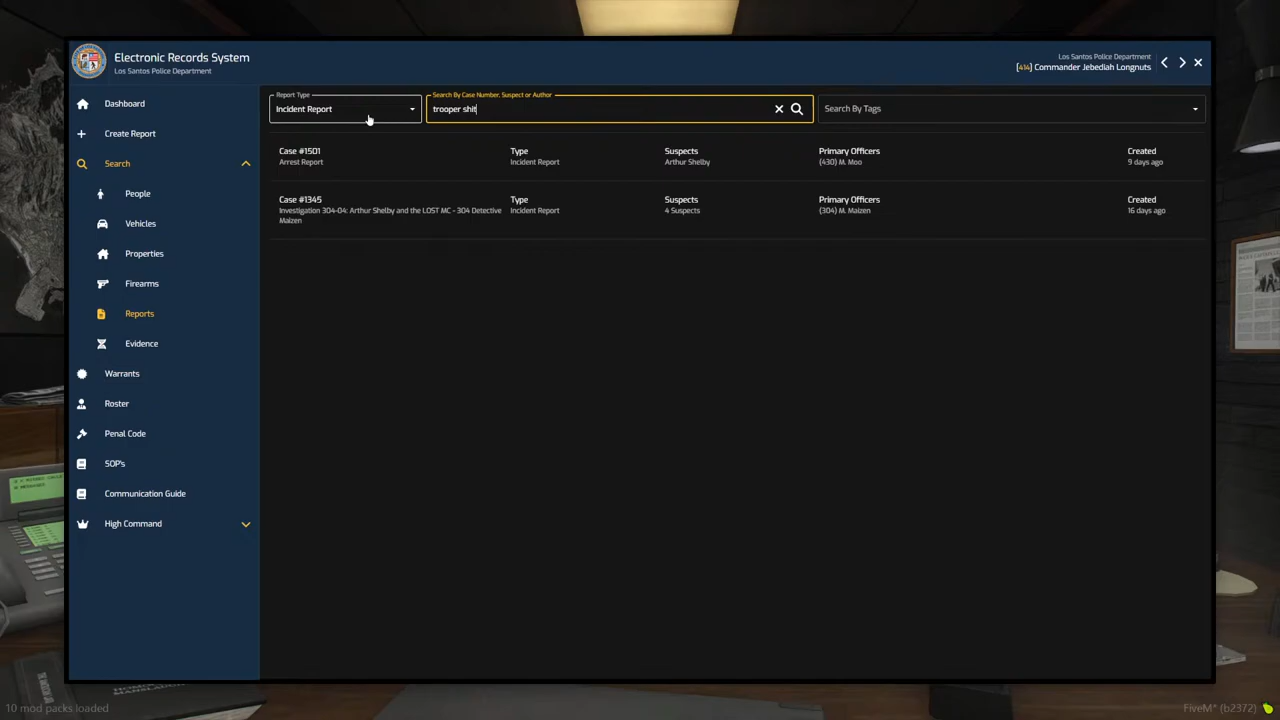 Electronic Records System
Los Santos Police Department
Los Santos Police Department
[414] Commander Jebediah Longnuts
Dashboard
Create Report
Search
People
Vehicles
Properties
Firearms
Reports
Evidence
Warrants
Roster
Penal Code
SOP's
Communication Guide
High Command
Report Type
Incident Report
Search By Case Number, Suspect or Author
trooper shit
Search By Tags
Case #1501
Arrest Report
Type
Incident Report
Suspects
Arthur Shelby
Primary Officers
(430) M. Moo
Created
9 days ago
Case #1345
Investigation 304-04: Arthur Shelby and the LOST MC - 304 Detective
Maizen
Type
Incident Report
Suspects
4 Suspects
Primary Officers
(304) M. Maizen
Created
16 days ago
10 mod packs loaded
FiveM* (b2372)